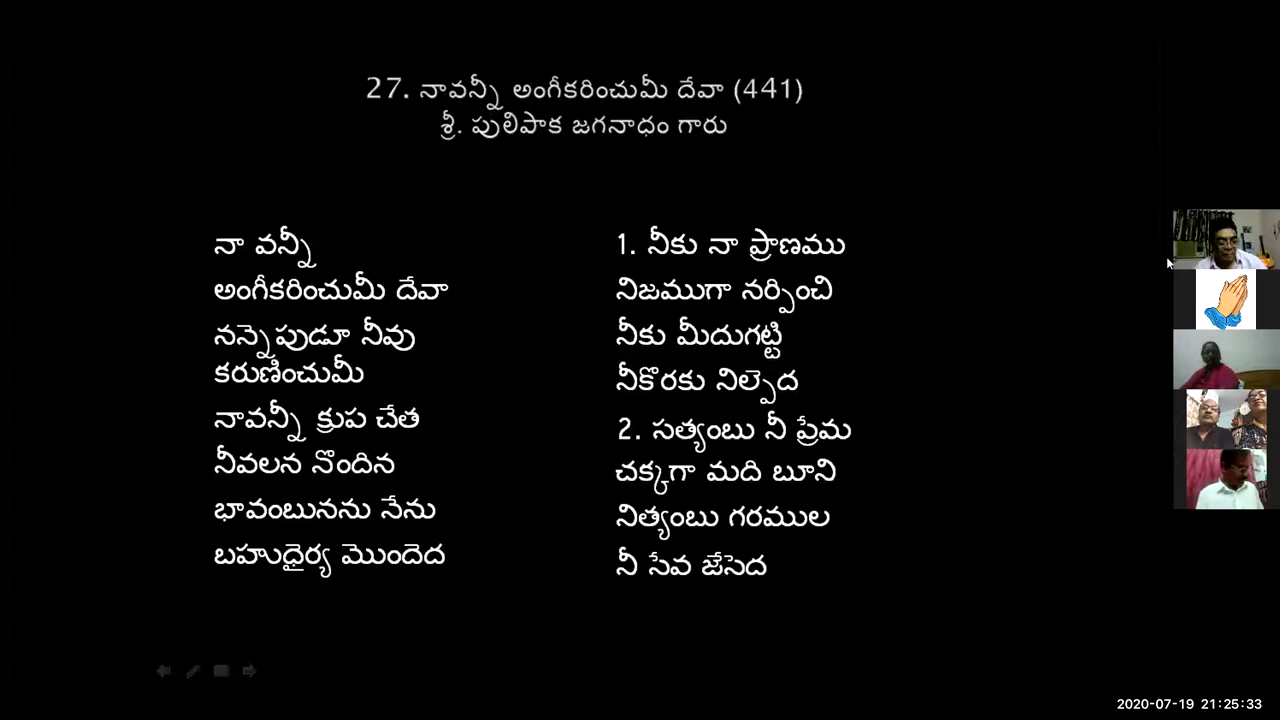 27. నావన్నీ అంగీకరించుమీ దేవా (441)
శ్రీ. పులిపాక జగనాధం గారు
నా వన్నీ
అంగీకరించుమీ దేవా
నన్నెపుడూ నీవు
కరుణించుమీ
నావన్నీ క్రుప చేత
నీవలన నొందిన
భావంబునను నేను
బహుధైర్య మొందెద
1. నీకు నా ప్రాణము
నిజముగా నర్పించి
నీకు మీదుగట్టి
నీకొరకు నిల్పెద
2. సత్యంబు నీ ప్రేమ
చక్కగా మది బూని
నిత్యంబు గరముల
నీ సేవ జేసెద
2020-07-19 21:25:33